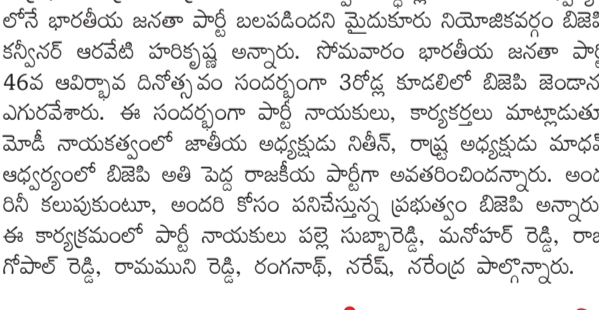 లోనే భారతీయ జనతా పార్టీ బలపడిందని మైదుకూరు నియోజికవర్గం బిజెపి
కన్వీనర్ ఆరవేటి హరికృష్ణ అన్నారు. సోమవారం భారతీయ జనతా పార్టీ
46వ ఆవిర్భావ దినోత్సవం సందర్భంగా 3రోడ్ల కూడలిలో బిజెపి జెండాన
ఎగురవేశారు. ఈ సందర్భంగా పార్టీ నాయకులు, కార్యకర్తలు మాట్లాడుతూ
మోడీ నాయకత్వంలో జాతీయ అధ్యక్షుడు నితీన్, రాష్ట్ర అధ్యక్షుడు మాధవ్
ఆధ్వర్యంలో బిజెపి అతి పెద్ద రాజకీయ పార్టీగా అవతరించిందన్నారు. అంద
రినీ కలుపుకుంటూ, అందరి కోసం పనిచేస్తున్న ప్రభుత్వం బిజెపి అన్నారు
ఈ కార్యక్రమంలో పార్టీ నాయకులు పల్లె సుబ్బారెడ్డి, మనోహర్ రెడ్డి, రాజ
గోపాల్ రెడ్డి, రామముని రెడ్డి, రంగనాథ్, నరేష్, నరేంద్ర పాల్గొన్నారు.